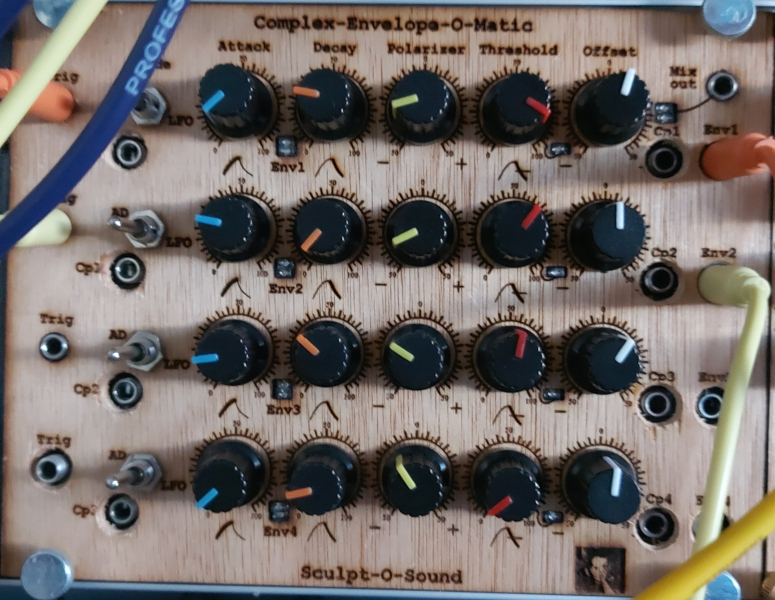 Complex-Envelope-O-Matic
Attack Decay Polarizer Threshold Offset
PROFES
Mix
out
LFO
Cp1
Env1
Env1
AD
LFO
Cp1
Cp2
Env2
Env2
Trig
AD
LFO
Cp2
Cp3
Env3
Trig
AD
LFO
Cp4
Env4
Sculpt-O-Sound